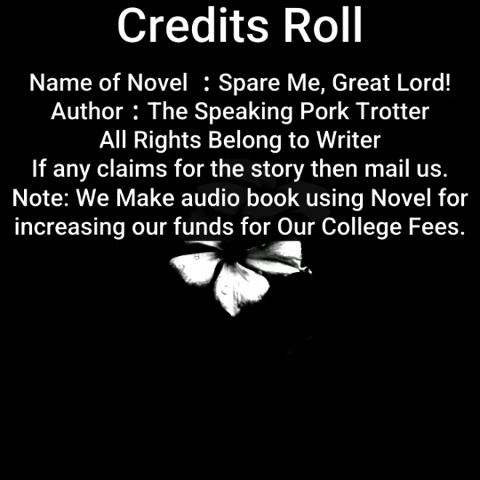 Credits Roll
Name of Novel : Spare Me, Great Lord!
Author : The Speaking Pork Trotter
All Rights Belong to Writer
If any claims for the story then mail us.
Note: We Make audio book using Novel for
increasing our funds for Our College Fees.